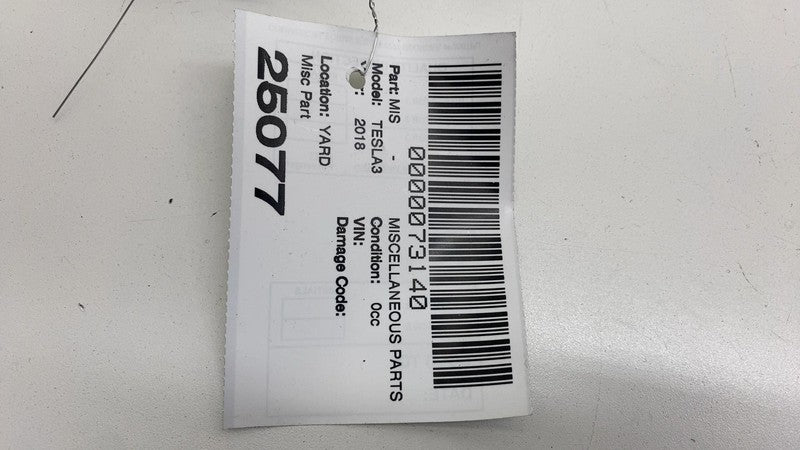 0000073140
Part: MIS - MISCELLANEOUS PARTS
Model: TESLA3 Condition: 0cc
2018 VIN:
Damage Code:
Location: YARD
Misc Part
25077